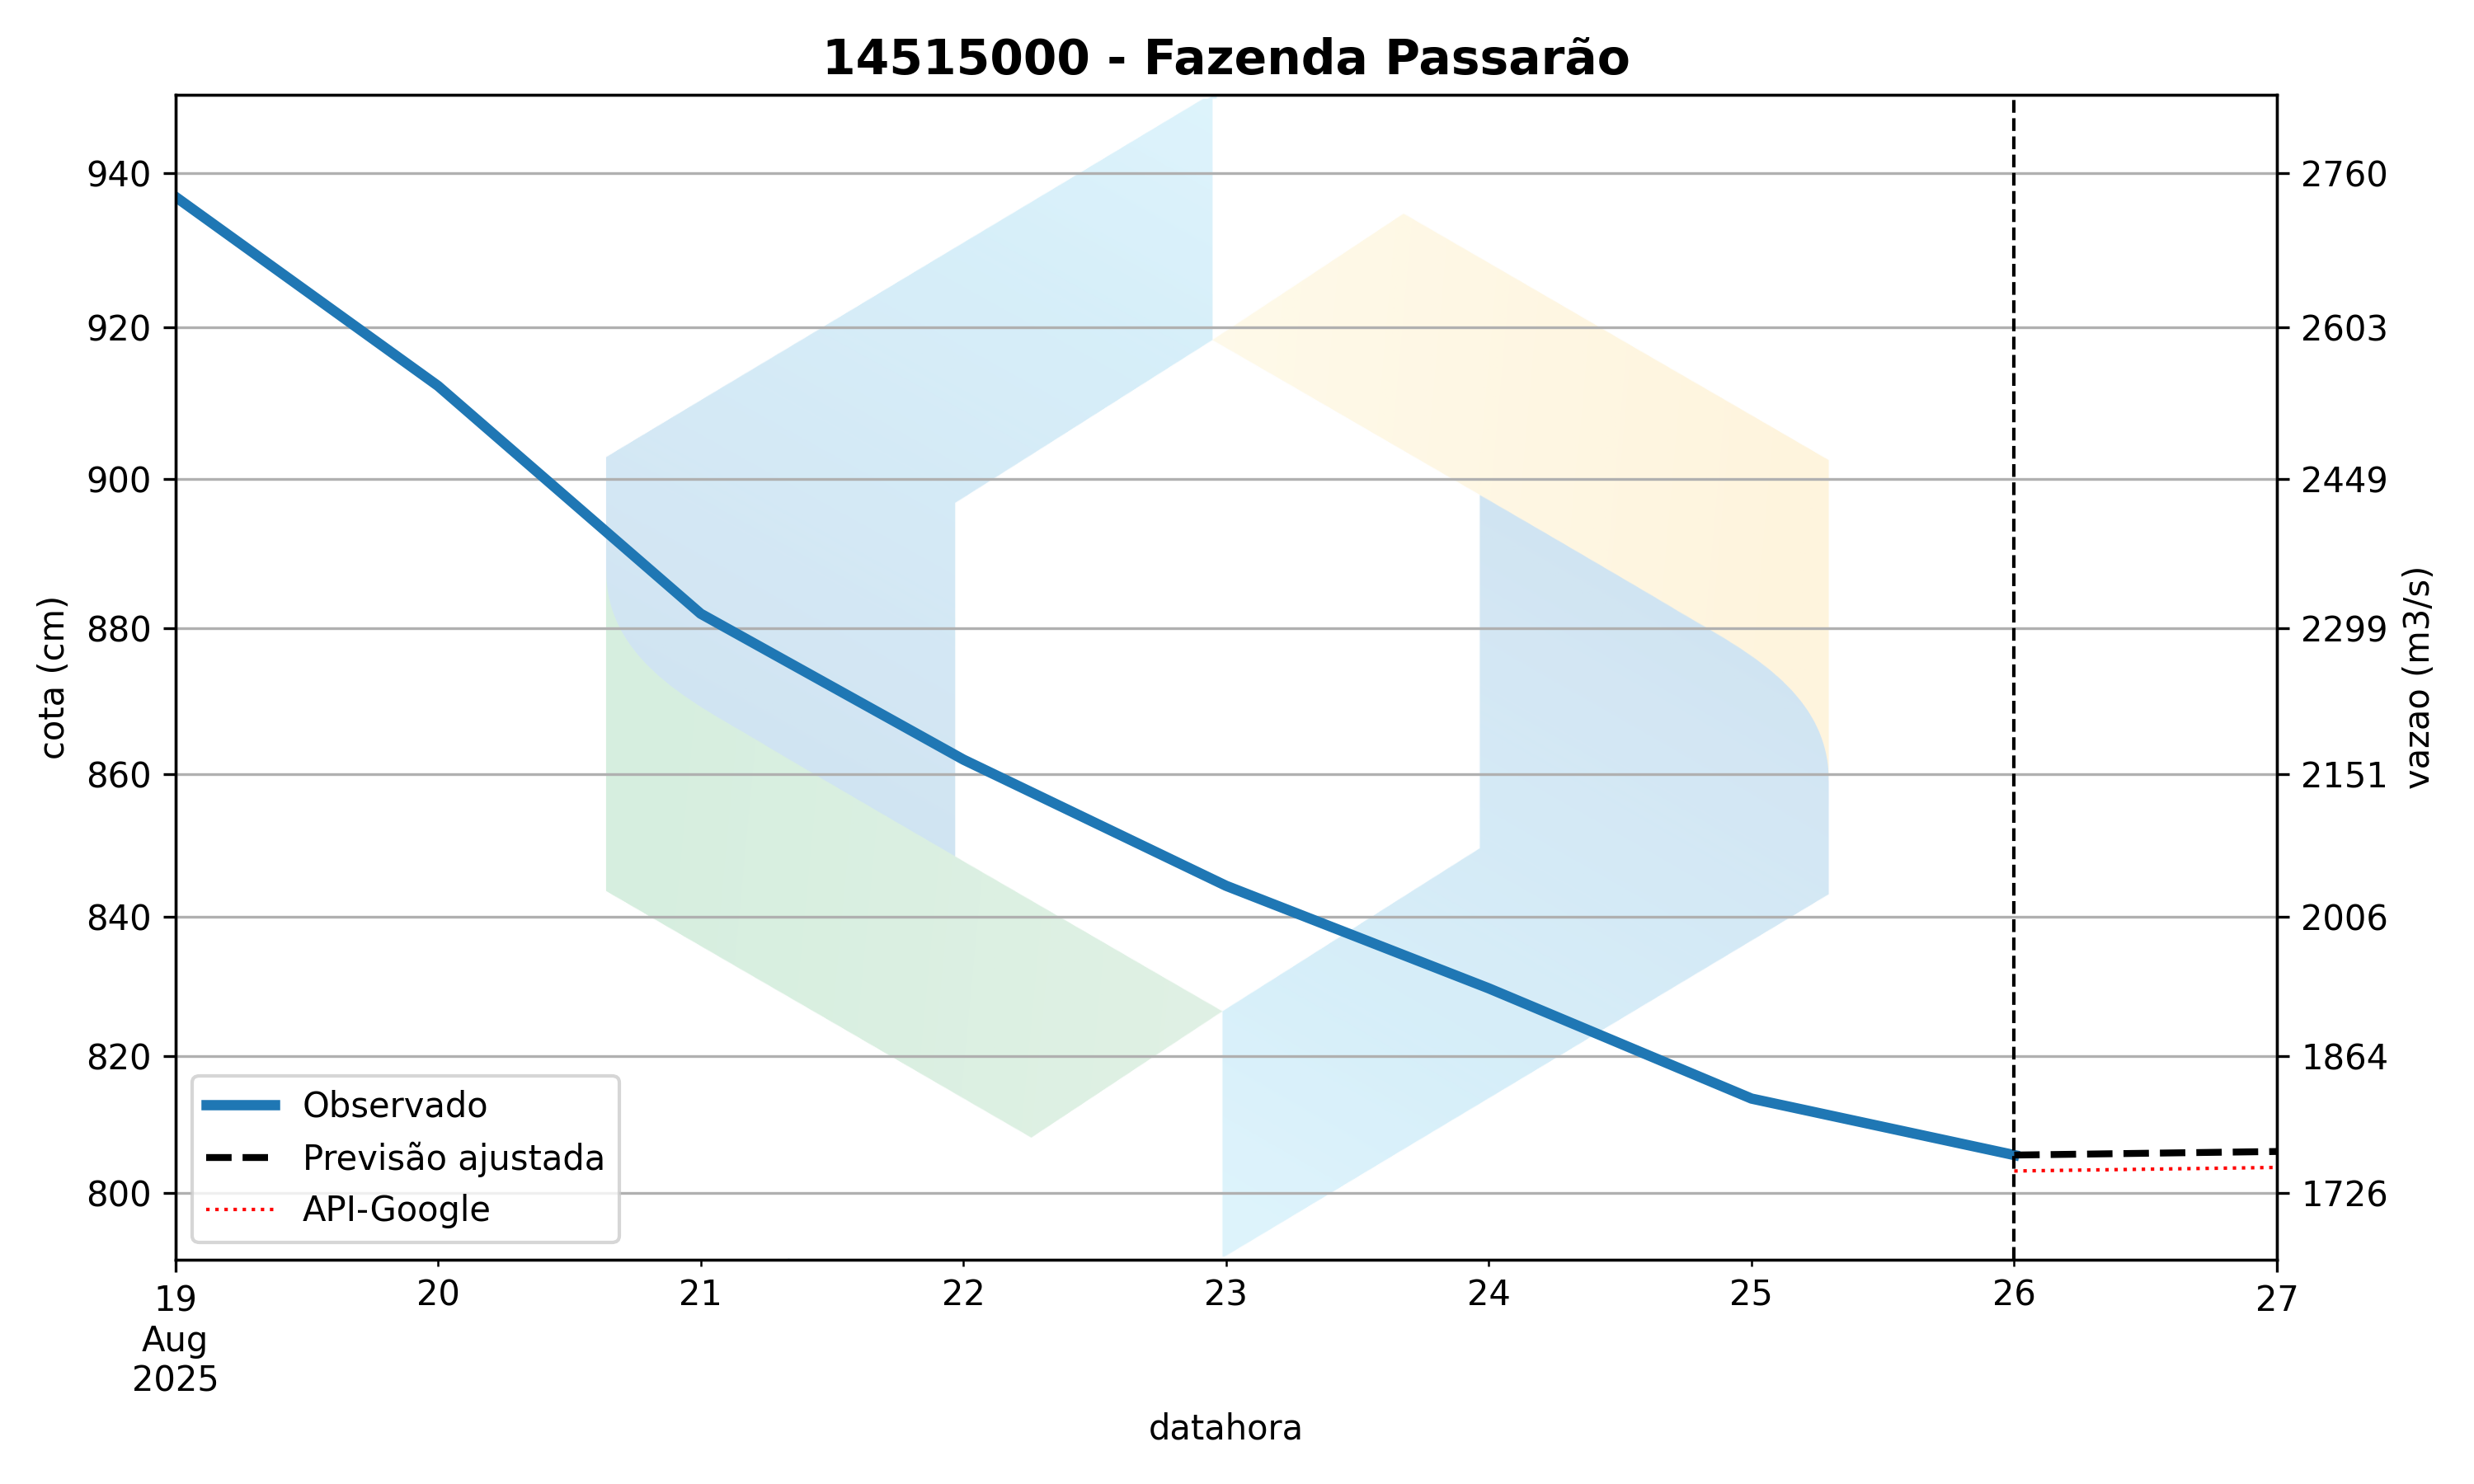 14515000 - Fazenda Passarão
940
920
900
880
860
840
820
800
cota (cm)
2760
2603
2449
2299
2151
2006
1864
1726
vazao (m3/s)
Observado
Previsão ajustada
API-Google
19 20 21 22 23 24 25 26 27
Aug
2025
datahora